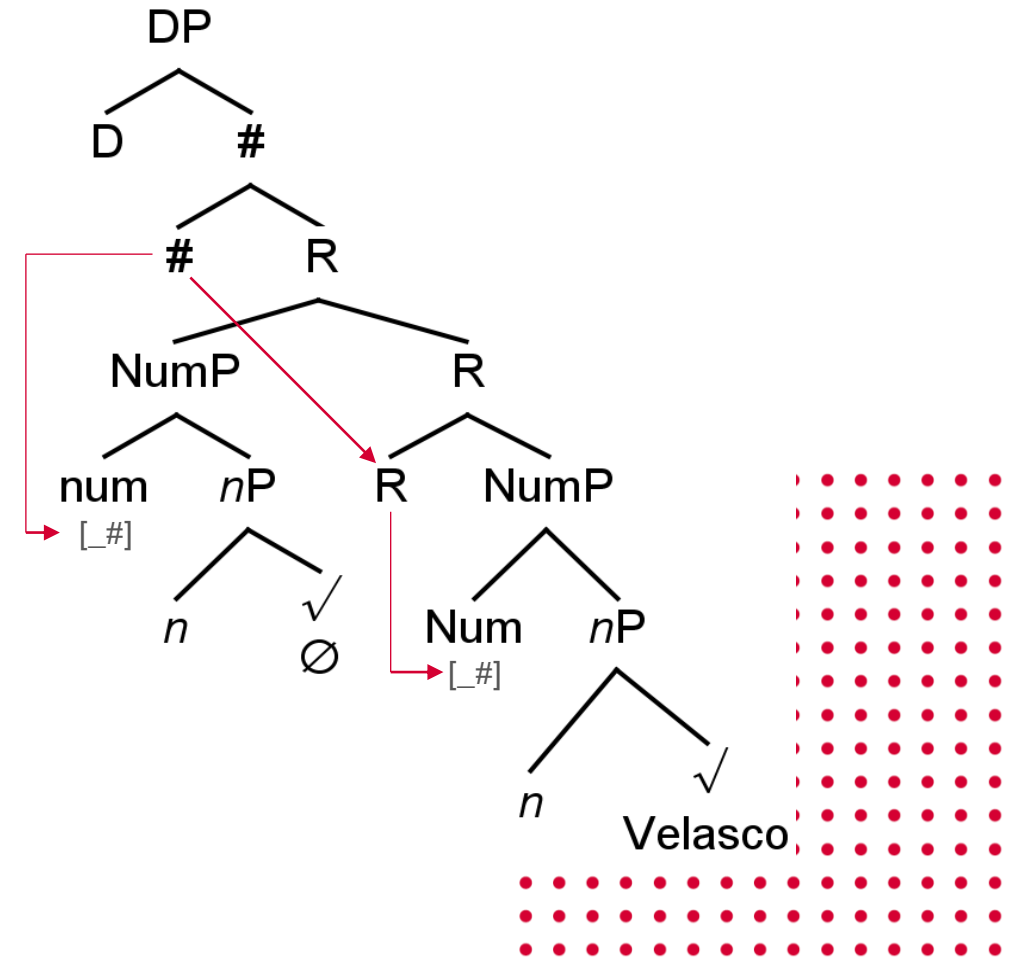 DP
D #
# R
NumP R
num nP R NumP
[_#]
n √ Num nP
∅ [_#]
n √
Velasco